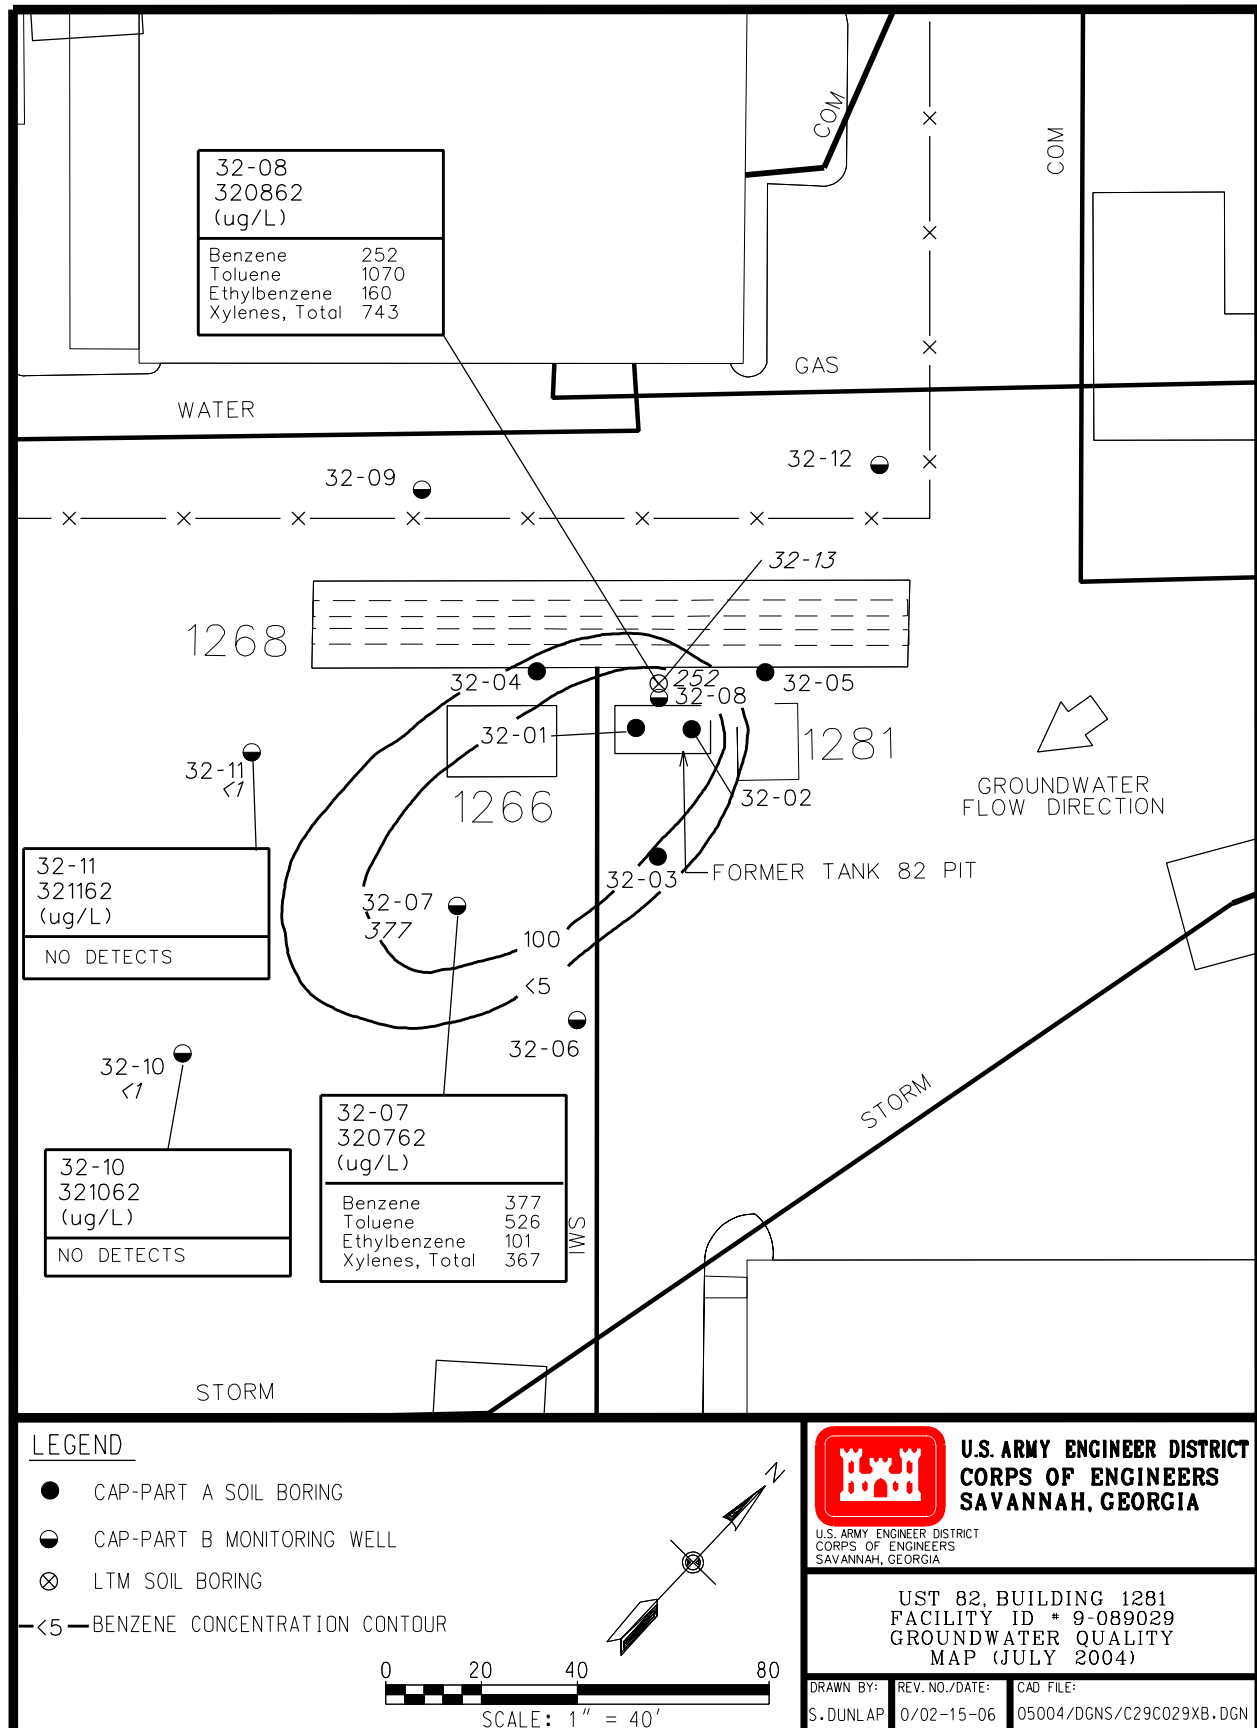 COM
COM
32-08
320862
(ug/L)
Benzene 252
Toluene 1070
Ethylbenzene 160
Xylenes, Total 743
GAS
WATER
32-09
32-12
32-13
1268
32-04
252
32-05
32-08
32-01
1281
32-11
<1
1266
32-02
GROUNDWATER
FLOW DIRECTION
32-11
321162
(ug/L)
NO DETECTS
32-03
FORMER TANK 82 PIT
32-07
377
100
<5
32-06
32-10
<1
STORM
32-07
320762
(ug/L)
Benzene 377
Toluene 526
Ethylbenzene 101
Xylenes, Total 367
32-10
321062
(ug/L)
NO DETECTS
IWS
STORM
LEGEND
CAP-PART A SOIL BORING
CAP-PART B MONITORING WELL
LTM SOIL BORING
<5 BENZENE CONCENTRATION CONTOUR
N
0 20 40 80
SCALE: 1" = 40'
U.S. ARMY ENGINEER DISTRICT
CORPS OF ENGINEERS
SAVANNAH, GEORGIA
U.S. ARMY ENGINEER DISTRICT
CORPS OF ENGINEERS
SAVANNAH, GEORGIA
UST 82, BUILDING 1281
FACILITY ID # 9-089029
GROUNDWATER QUALITY
MAP (JULY 2004)
DRAWN BY:
S.DUNLAP
REV. NO./DATE:
0/02-15-06
CAD FILE:
05004/DGNS/C29C029XB.DGN